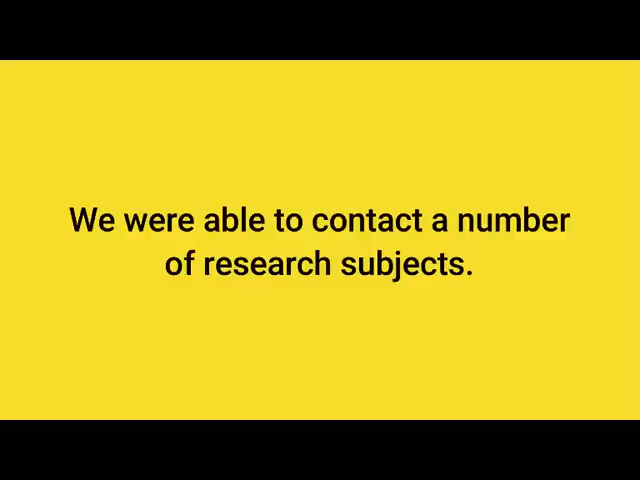 We were able to contact a number
of research subjects.